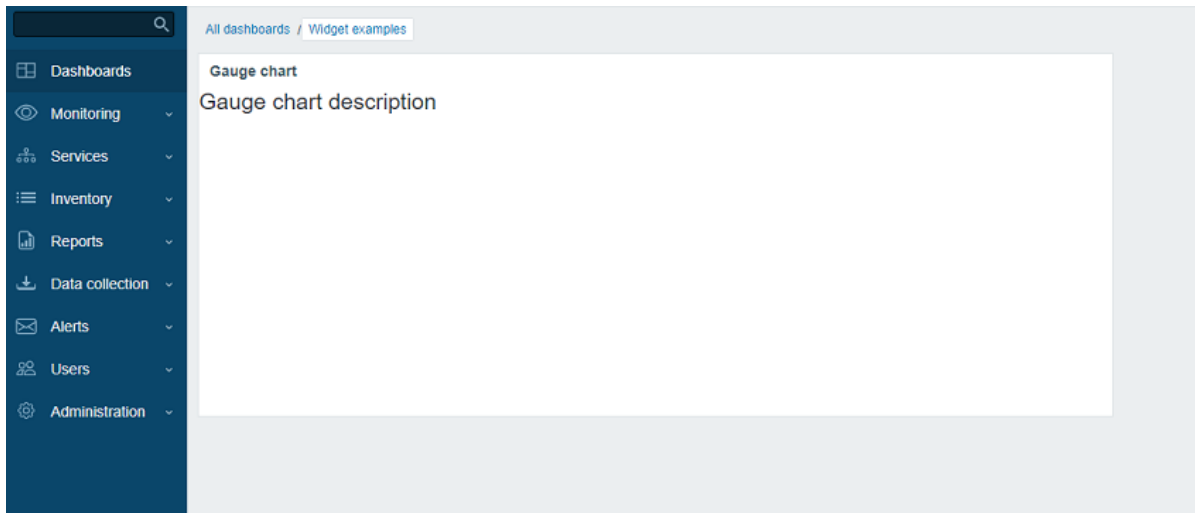 All dashboards / Widget examples
Dashboards
Monitoring
Services
Inventory
Reports
Data collection
Alerts
Users
Administration
Gauge chart
Gauge chart description